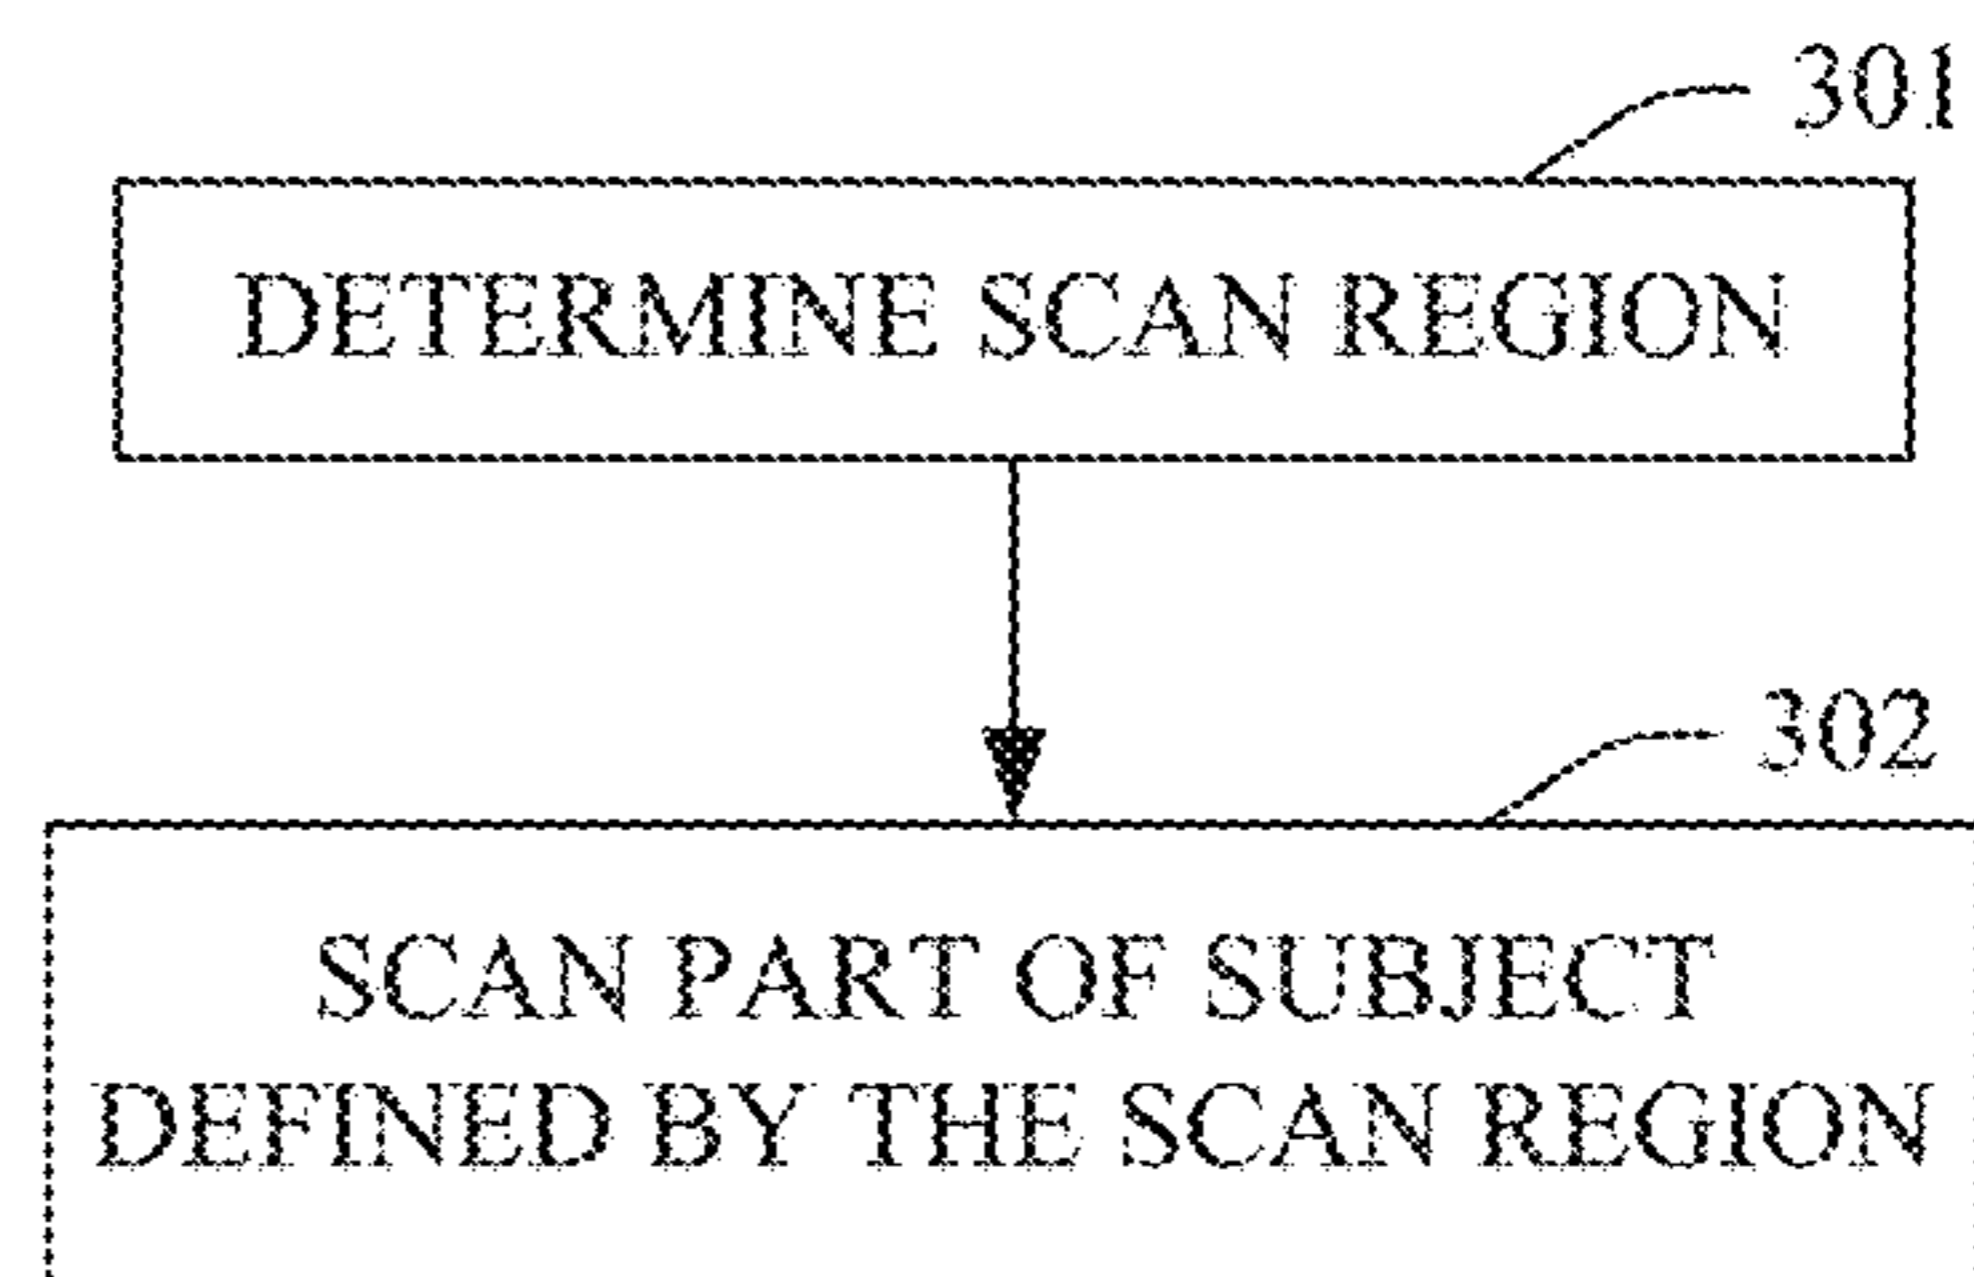 301
DETERMINE SCAN REGION
302
SCAN PART OF SUBJECT
DEFINED BY THE SCAN REGION